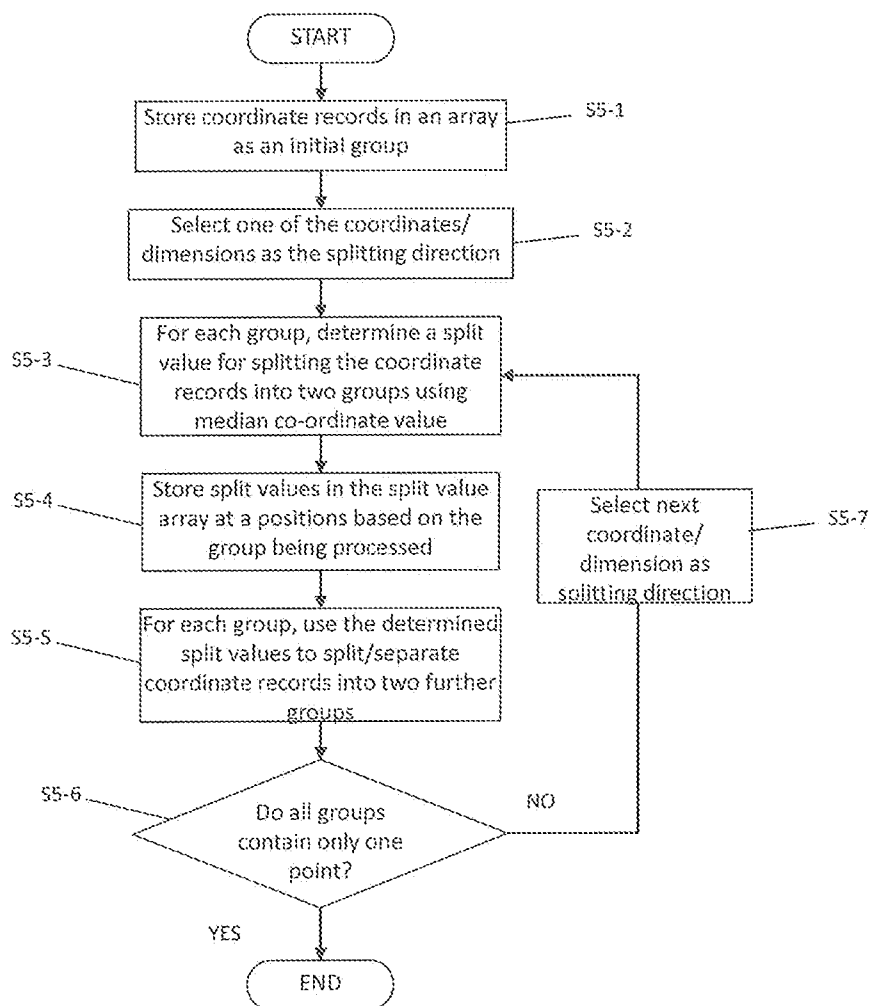 START
Store coordinate records in an array
as an initial group
S5-1
Select one of the coordinates/
dimensions as the splitting direction
S5-2
For each group, determine a split
value for splitting the coordinate
records into two groups using
median co-ordinate value
S5-3
Store split values in the split value
array at a positions based on the
group being processed
S5-4
Select next
coordinate/
dimension as
splitting direction
S5-7
For each group, use the determined
split values to split/separate
coordinate records into two further
groups
S5-5
S5-6
Do all groups
contain only one
point?
NO
YES
END